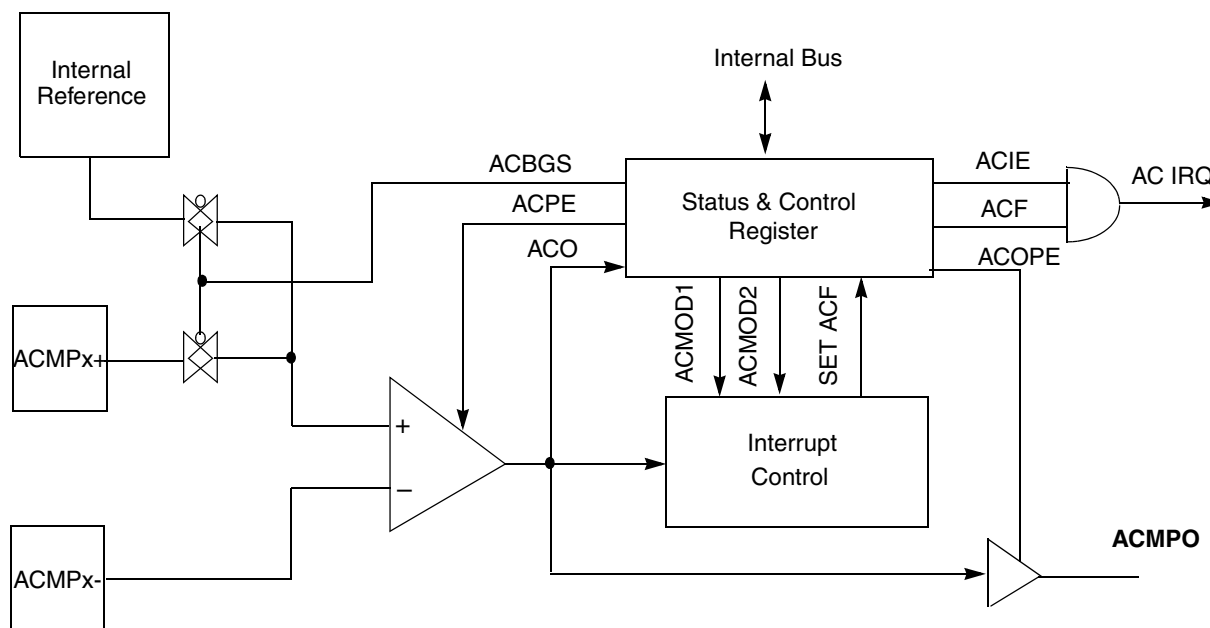 Internal
Reference
Internal Bus
ACBGS
ACPE
ACO
Status & Control
Register
ACIE
ACF
ACOPE
AC IRQ
ACMOD1
ACMOD2
SET ACF
ACMPx+
+
−
Interrupt
Control
ACMPx-
ACMPO